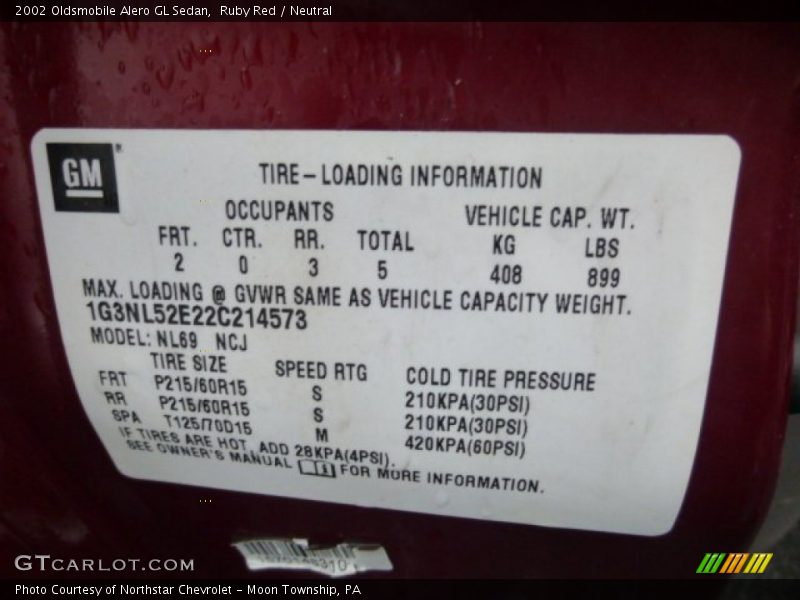 2002 Oldsmobile Alero GL Sedan, Ruby Red / Neutral
GM
TIRE-LOADING INFORMATION
OCCUPANTS VEHICLE CAP. WT.
FRT. CTR. RR. TOTAL KG LBS
2 0 3 5 408 899
MAX. LOADING @ GVWR SAME AS VEHICLE CAPACITY WEIGHT.
1G3NL52E22C214573
MODEL: NL69 NCJ
TIRE SIZE SPEED RTG COLD TIRE PRESSURE
FRT P215/60R15 S 210KPA(30PSI)
RR P215/60R15 S 210KPA(30PSI)
SPA T125/70D15 M 420KPA(60PSI)
IF TIRES ARE HOT, ADD 28KPA(4PSI).
SEE OWNER'S MANUAL FOR MORE INFORMATION.
GTCARLOT.COM
Photo Courtesy of Northstar Chevrolet - Moon Township, PA